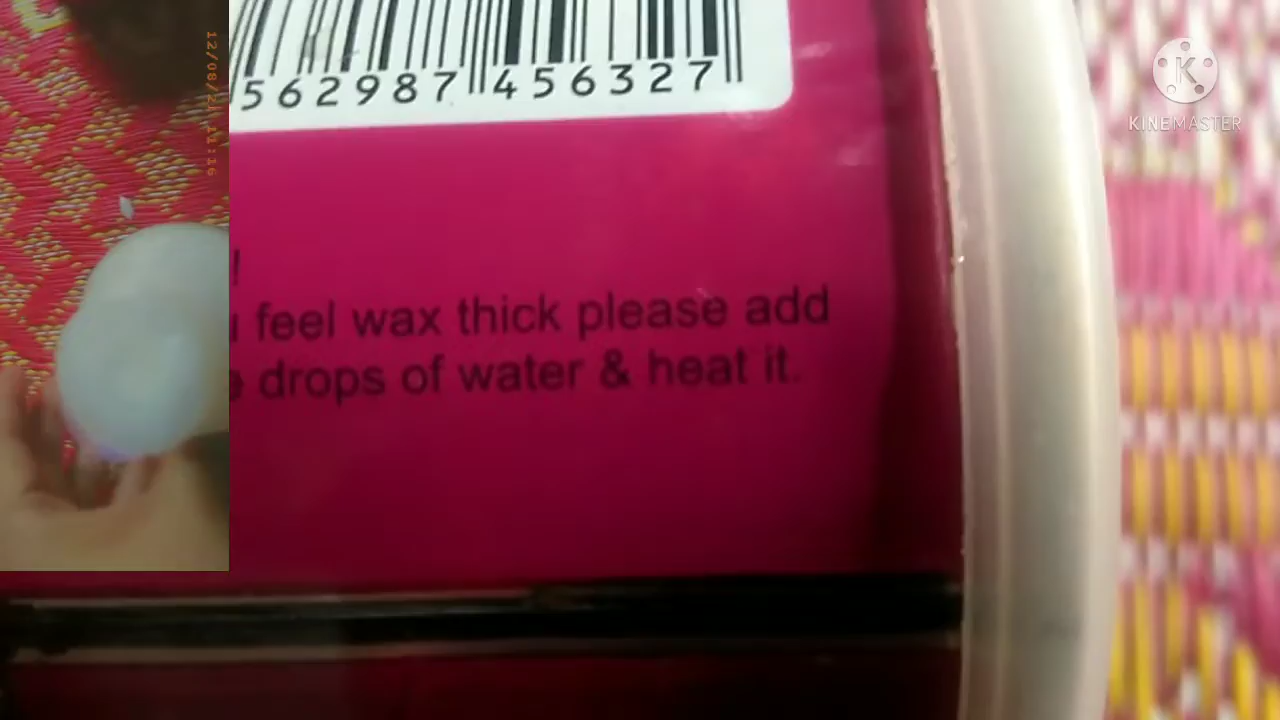 562987 456327
!
feel wax thick please add
drops of water & heat it.
KINEMASTER